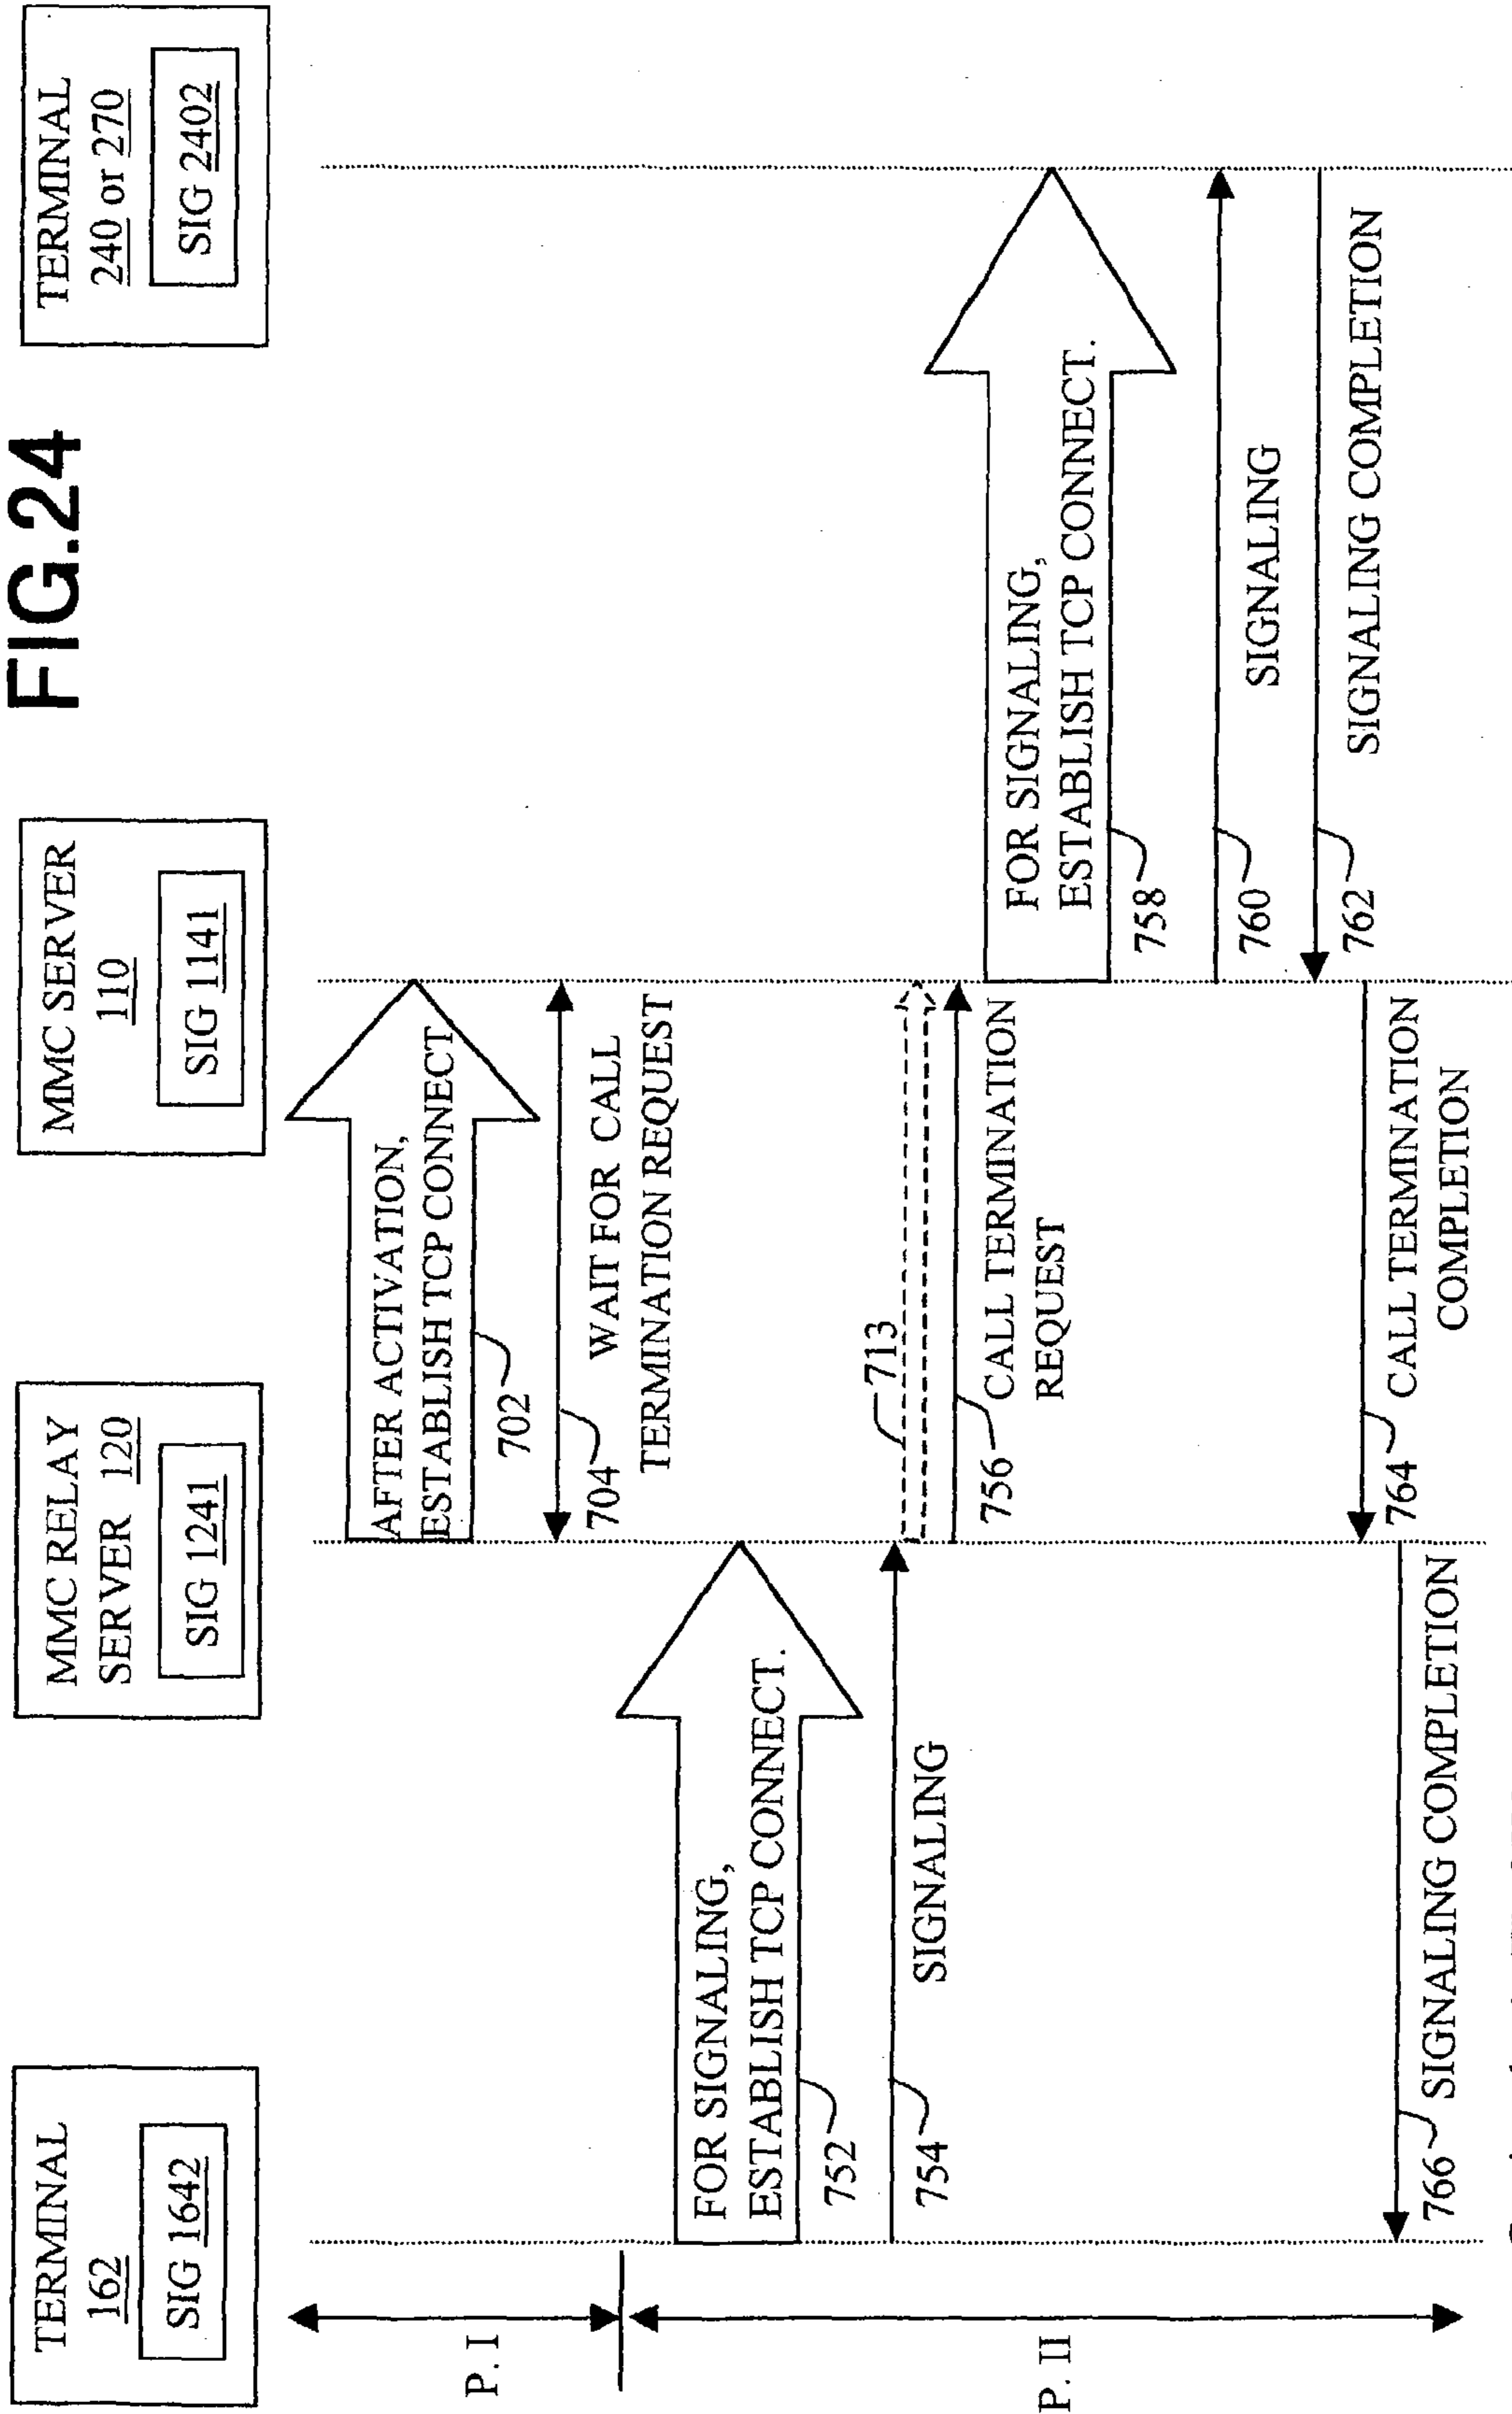 FIG.24
TERMINAL
162
SIG 1642
MMC RELAY
SERVER 120
SIG 1241
MMC SERVER
110
SIG 1141
TERMINAL
240 or 270
SIG 2402
P. I
AFTER ACTIVATION,
ESTABLISH TCP CONNECT
702
704
WAIT FOR CALL
TERMINATION REQUEST
P. II
FOR SIGNALING,
ESTABLISH TCP CONNECT.
752
754
SIGNALING
713
756
CALL TERMINATION
REQUEST
FOR SIGNALING,
ESTABLISH TCP CONNECT.
758
760
SIGNALING
762
SIGNALING COMPLETION
764
CALL TERMINATION
COMPLETION
766
SIGNALING COMPLETION